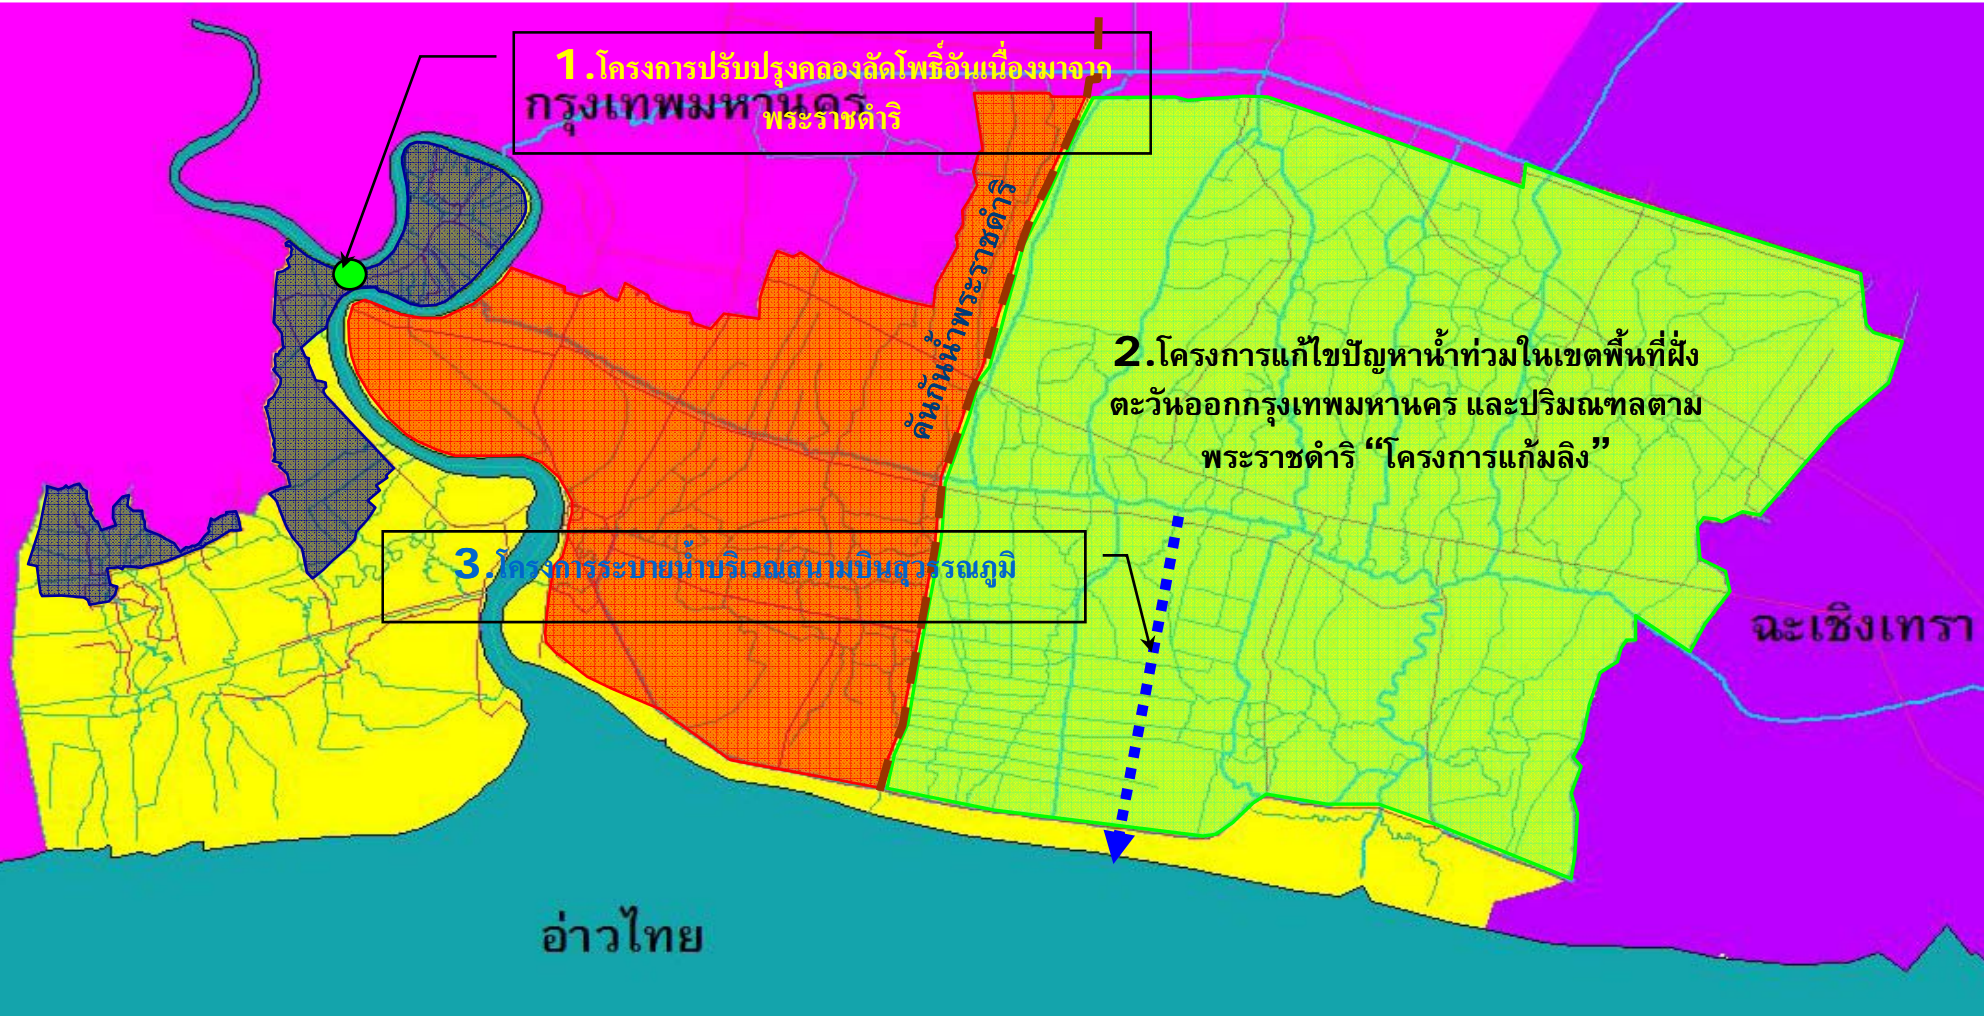 1.โครงการปรับปรุงคลองลัดโพธิ์อันเนื่องมาจาก
พระราชดำริ
กรุงเทพมหานคร
คันกั้นน้ำพระราชดำริ
2.โครงการแก้ไขปัญหาน้ำท่วมในเขตพื้นที่ฝั่ง
ตะวันออกกรุงเทพมหานคร และปริมณฑลตาม
พระราชดำริ “โครงการแก้มลิง”
3.โครงการระบายน้ำบริเวณสนามบินสุวรรณภูมิ
ฉะเชิงเทรา
อ่าวไทย